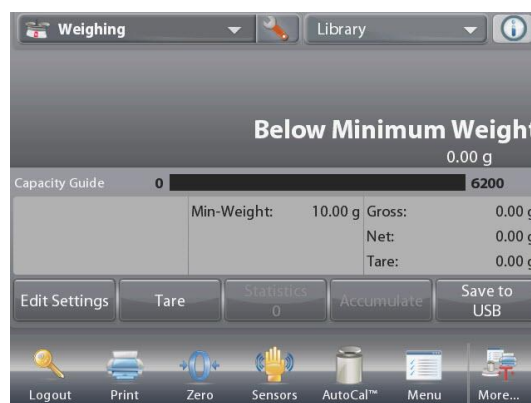 Weighing Library
Below Minimum Weight
0.00 g
Capacity Guide 0 6200
Min-Weight: 10.00 g Gross: 0.00 g
Net: 0.00 g
Tare: 0.00 g
Edit Settings Tare Statistics 0 Accumulate Save to USB
Logout Print Zero Sensors AutoCal™ Menu More...